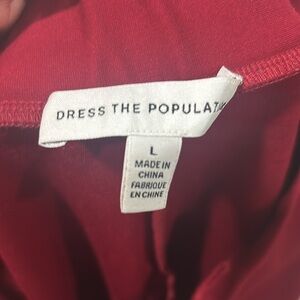 DRESS THE POPULAT
L
MADE IN
CHINA
FABRIQUÉ
EN CHINE